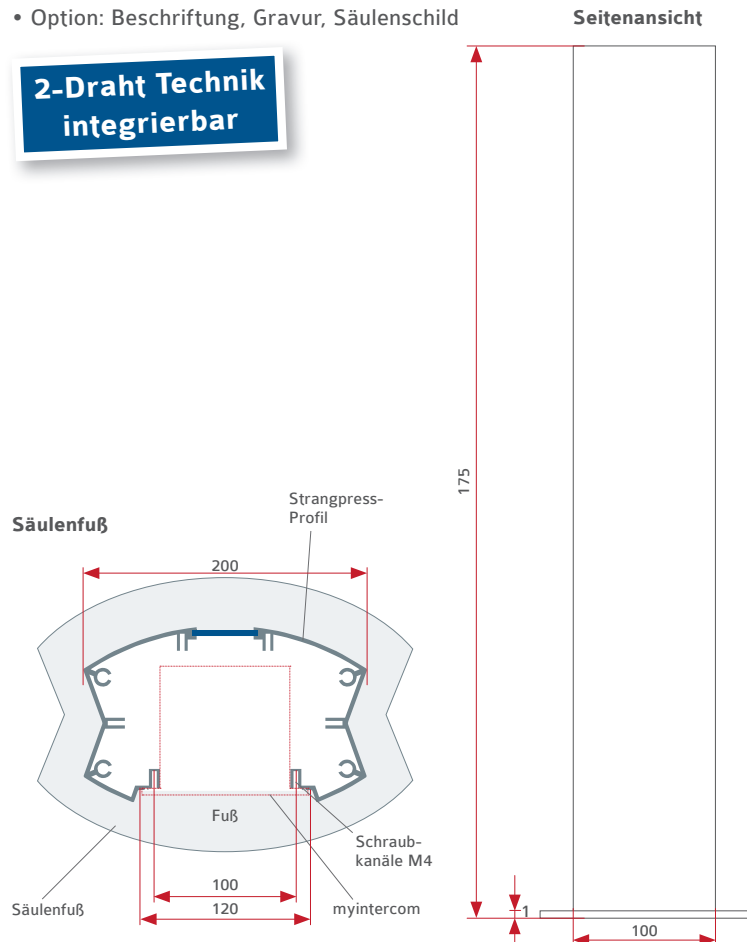 • Option: Beschriftung, Gravur, Säulenschild
Seitenansicht
2-Draht Technik
integrierbar
175
Strangpress-
Profil
Säulenfuß
200
Fuß
Schraub-
kanäle M4
100
Säulenfuß
120
myintercom
1
100